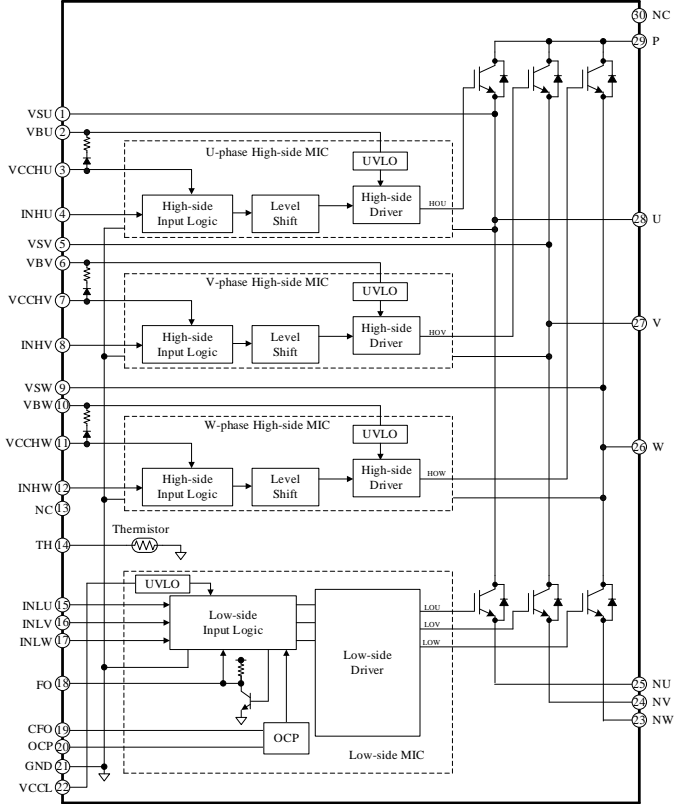 30 NC
29 P
VSU 1
VBU 2
U-phase High-side MIC
UVLO
VCCHU 3
High-side
Input Logic
Level
Shift
High-side
Driver
HOU
INHU 4
28 U
VSV 5
VBV 6
V-phase High-side MIC
UVLO
VCCHV 7
High-side
Input Logic
Level
Shift
High-side
Driver
HOV
27 V
INHV 8
VSW 9
VBW 10
W-phase High-side MIC
UVLO
VCCHW 11
26 W
High-side
Input Logic
Level
Shift
High-side
Driver
HOW
INHW 12
NC 13
Thermistor
TH 14
UVLO
INLU 15
INLV 16
INLW 17
Low-side
Input Logic
LOU
LOV
LOW
Low-side
Driver
FO 18
25 NU
24 NV
23 NW
CFO 19
OCP 20
OCP
Low-side MIC
GND 21
VCCL 22